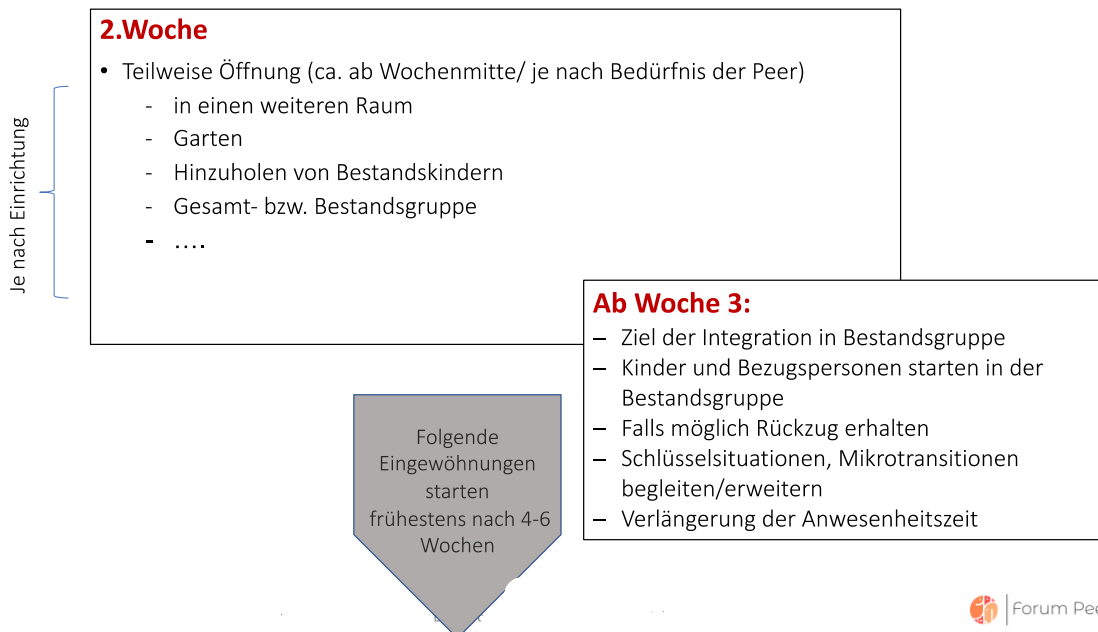 2.Woche
• Teilweise Öffnung (ca. ab Wochenmitte/ je nach Bedürfnis der Peer)
- in einen weiteren Raum
- Garten
- Hinzuholen von Bestandskindern
- Gesamt- bzw. Bestandsgruppe
- ....
Je nach Einrichtung
Ab Woche 3:
– Ziel der Integration in Bestandsgruppe
– Kinder und Bezugspersonen starten in der
Bestandsgruppe
– Falls möglich Rückzug erhalten
– Schlüsselsituationen, Mikrotransitionen
begleiten/erweitern
– Verlängerung der Anwesenheitszeit
Folgende
Eingewöhnungen
starten
frühestens nach 4-6
Wochen
Forum Pee